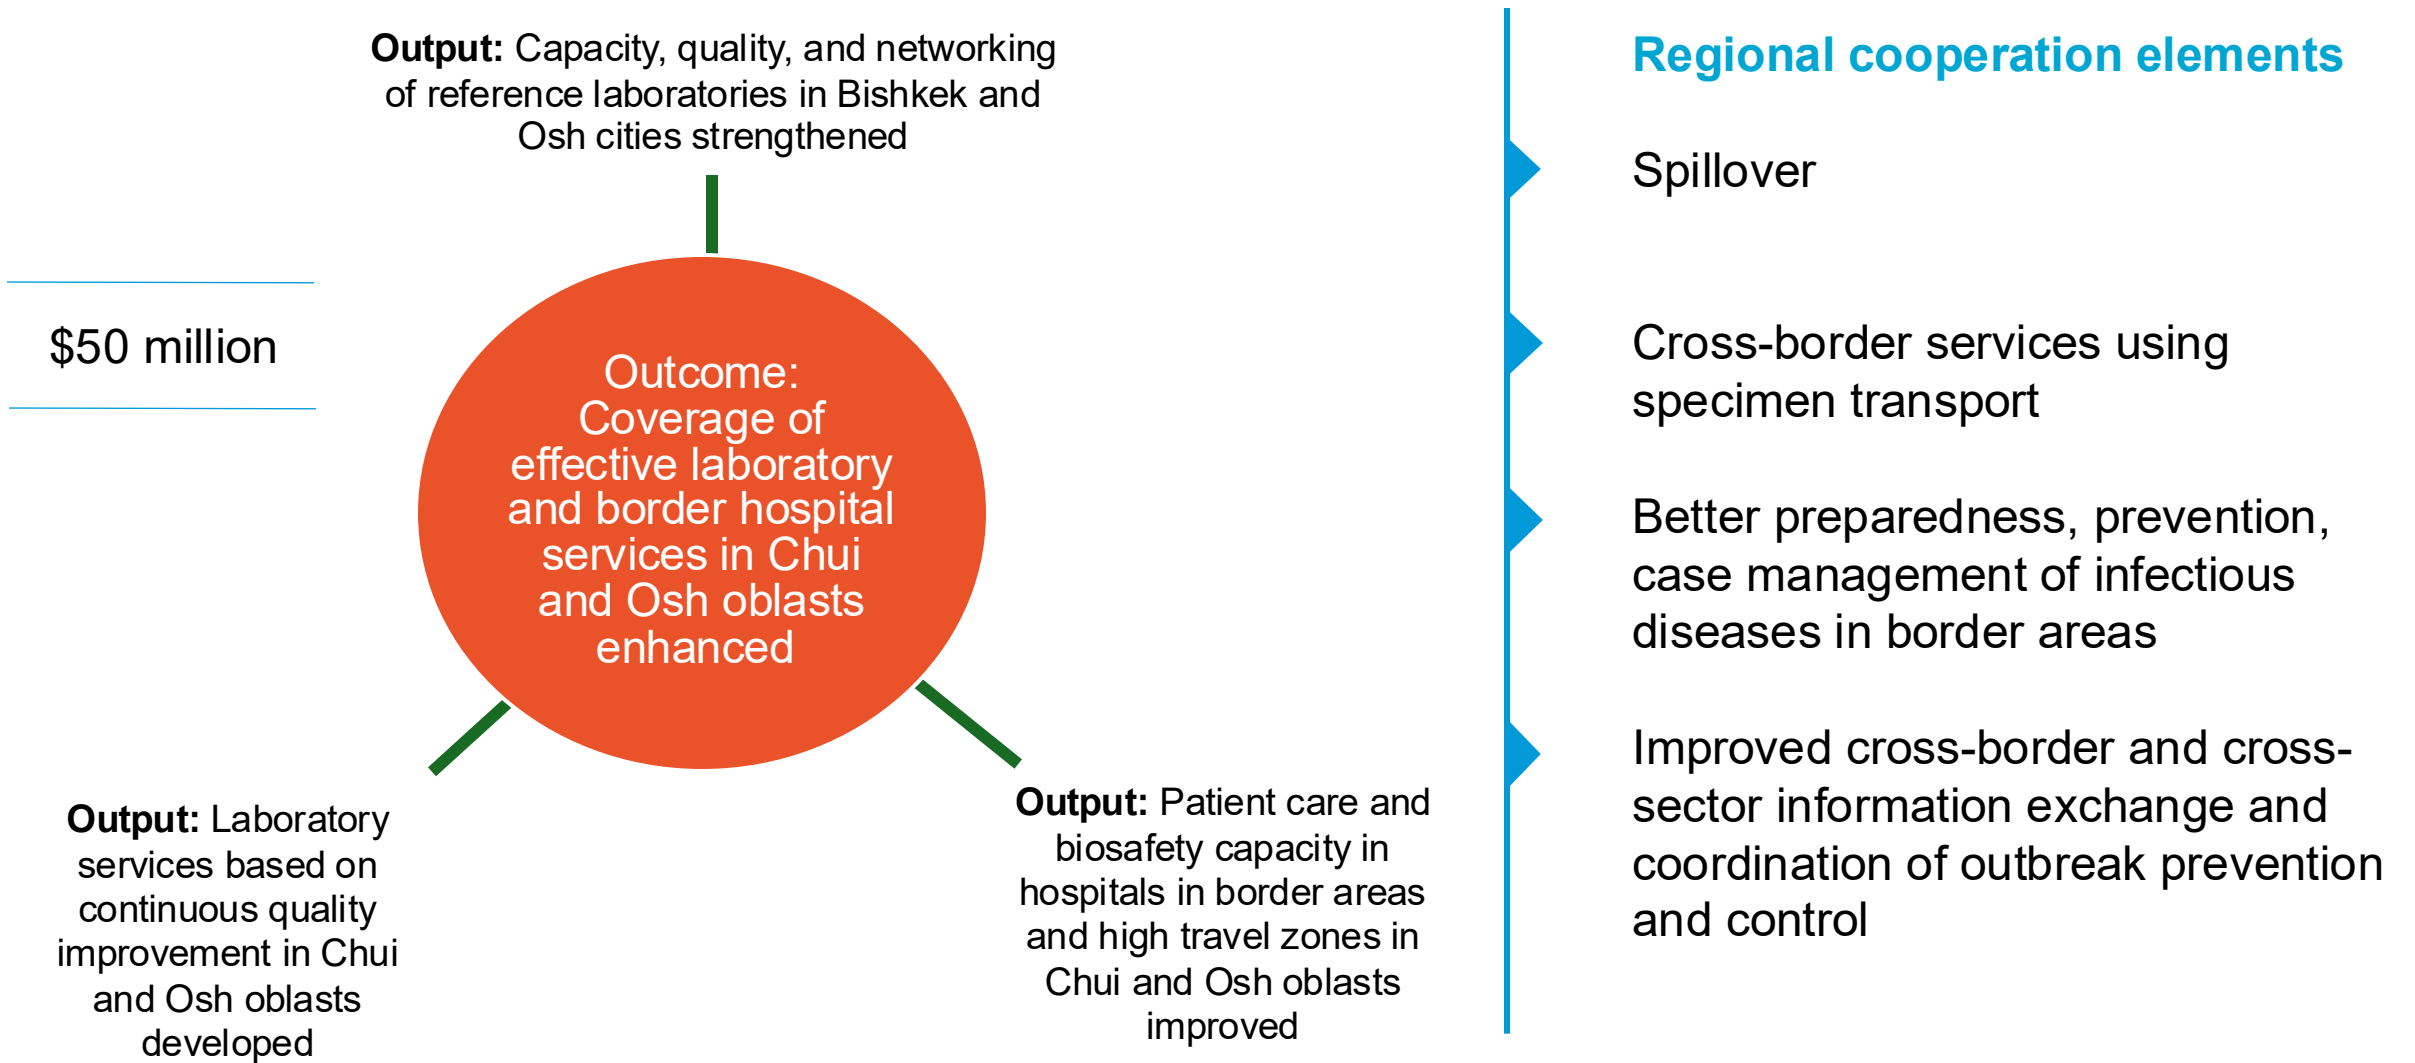 Output: Capacity, quality, and networking
of reference laboratories in Bishkek and
Osh cities strengthened
$50 million
Outcome:
Coverage of
effective laboratory
and border hospital
services in Chui
and Osh oblasts
enhanced
Output: Laboratory
services based on
continuous quality
improvement in Chui
and Osh oblasts
developed
Output: Patient care and
biosafety capacity in
hospitals in border areas
and high travel zones in
Chui and Osh oblasts
improved
Regional cooperation elements
Spillover
Cross-border services using
specimen transport
Better preparedness, prevention,
case management of infectious
diseases in border areas
Improved cross-border and cross-
sector information exchange and
coordination of outbreak prevention
and control